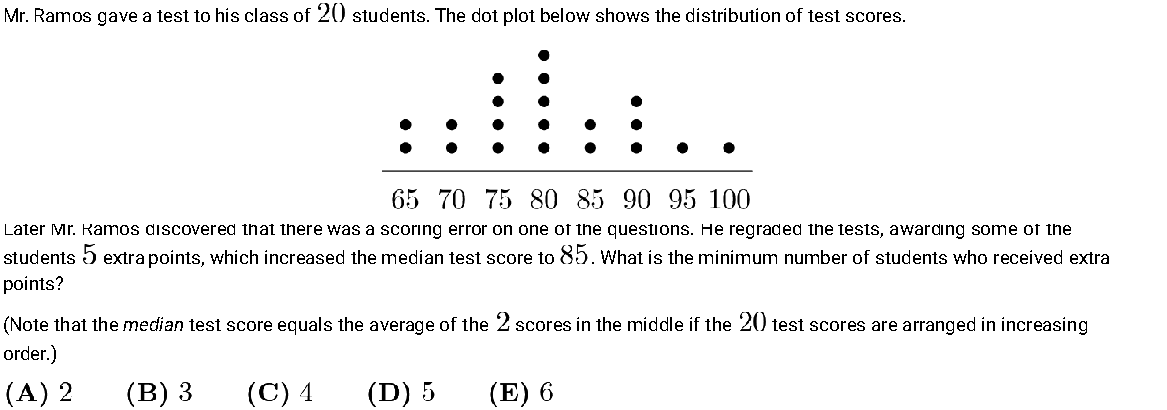 Mr. Ramos gave a test to his class of 20 students. The dot plot below shows the distribution of test scores.
65 70 75 80 85 90 95 100
Later Mr. Ramos discovered that there was a scoring error on one of the questions. He regraded the tests, awarding some of the
students 5 extra points, which increased the median test score to 85. What is the minimum number of students who received extra
points?
(Note that the median test score equals the average of the 2 scores in the middle if the 20 test scores are arranged in increasing
order.)
(A) 2 (B) 3 (C) 4 (D) 5 (E) 6